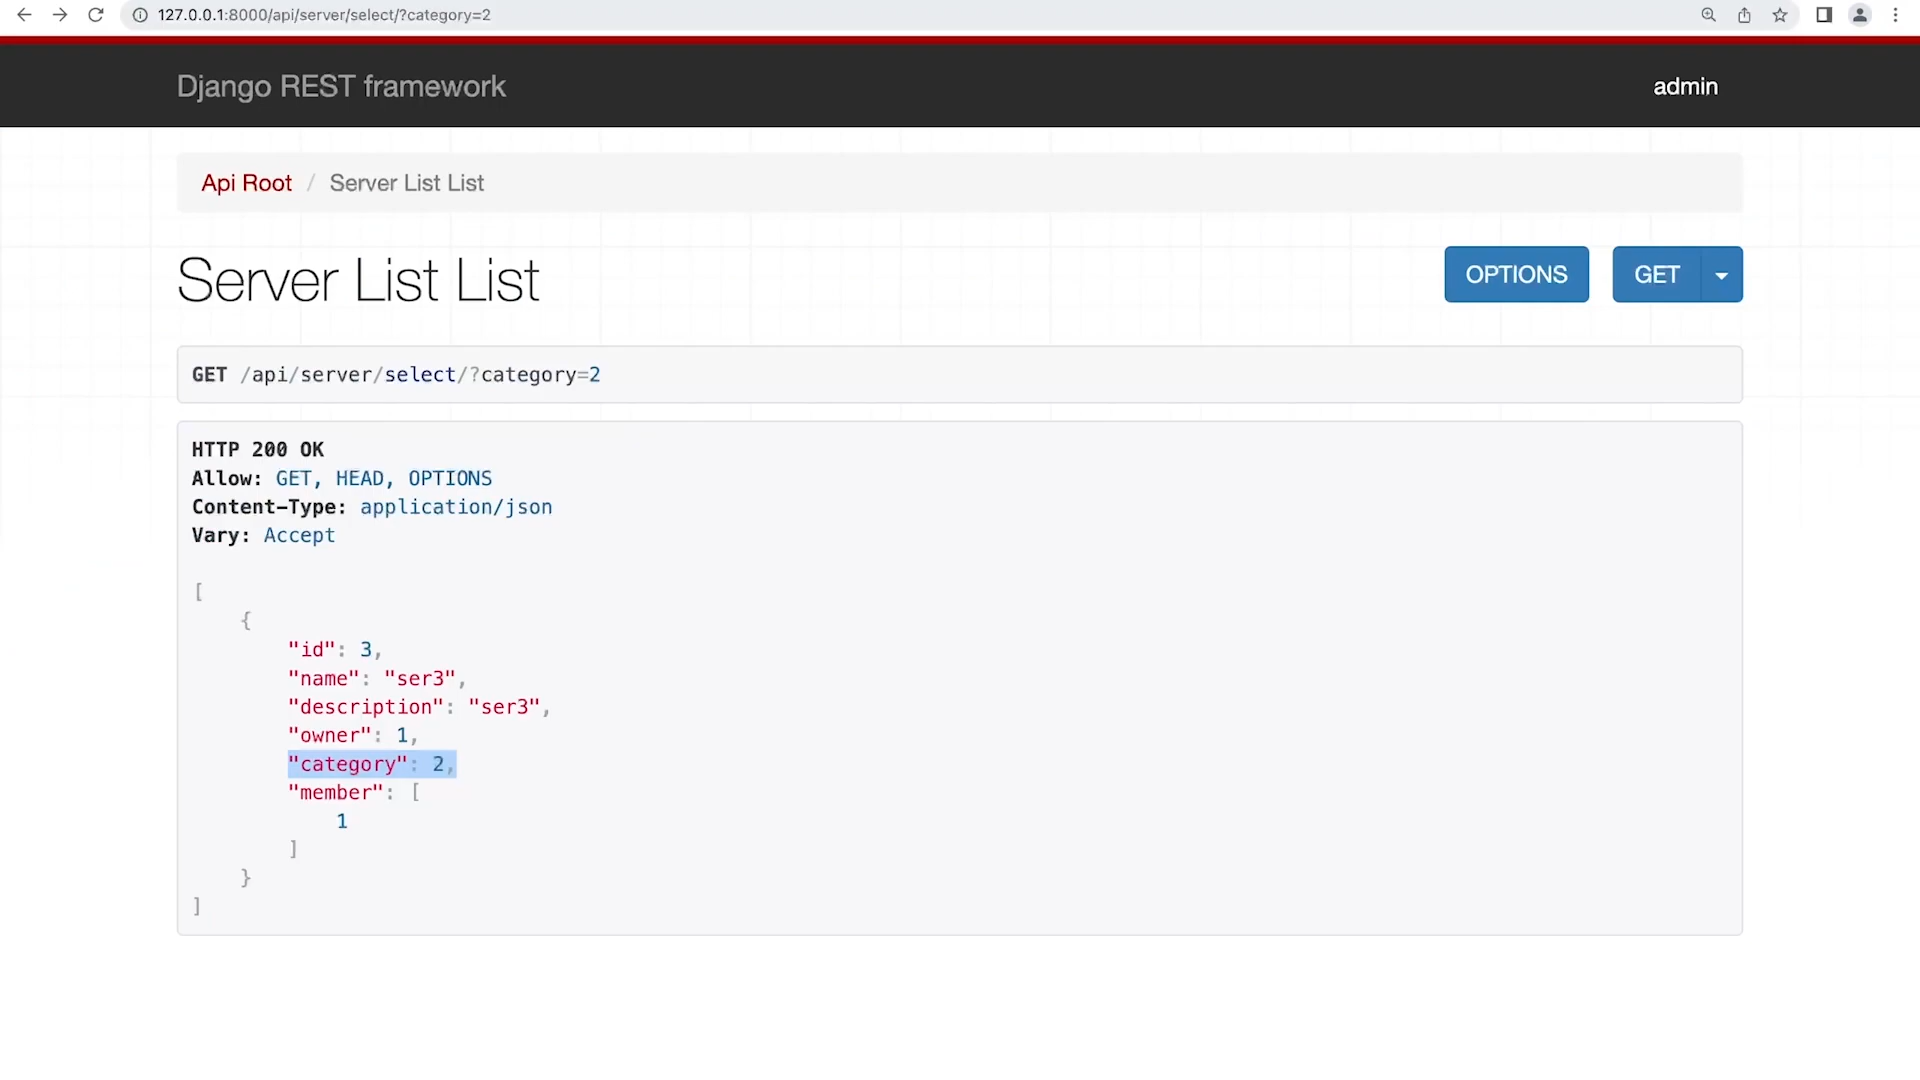 127.0.0.1:8000/api/server/select/?category=2
Django REST framework
admin
Api Root / Server List List
Server List List
OPTIONS
GET
GET /api/server/select/?category=2
HTTP 200 OK
Allow: GET, HEAD, OPTIONS
Content-Type: application/json
Vary: Accept
[
{
"id": 3,
"name": "ser3",
"description": "ser3",
"owner": 1,
"category": 2,
"member": [
1
]
}
]